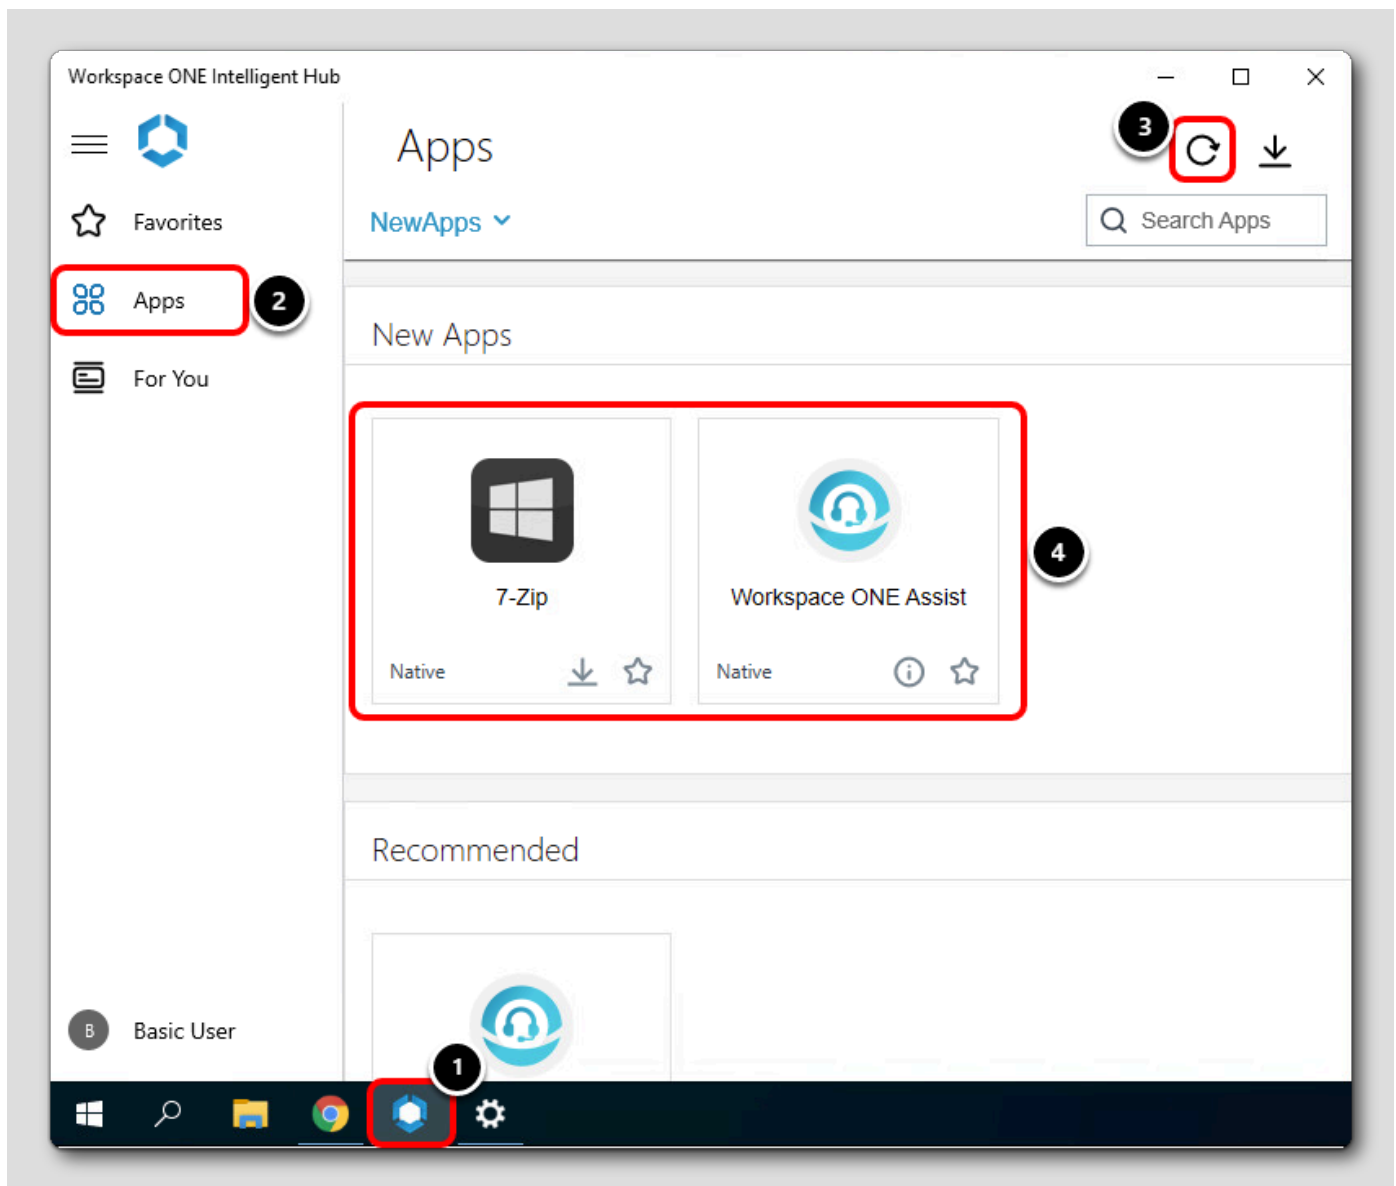 Workspace ONE Intelligent Hub
Apps
3
Favorites
NewApps
Search Apps
Apps
2
New Apps
For You
7-Zip
Workspace ONE Assist
4
Native
Native
Recommended
B
Basic User
1